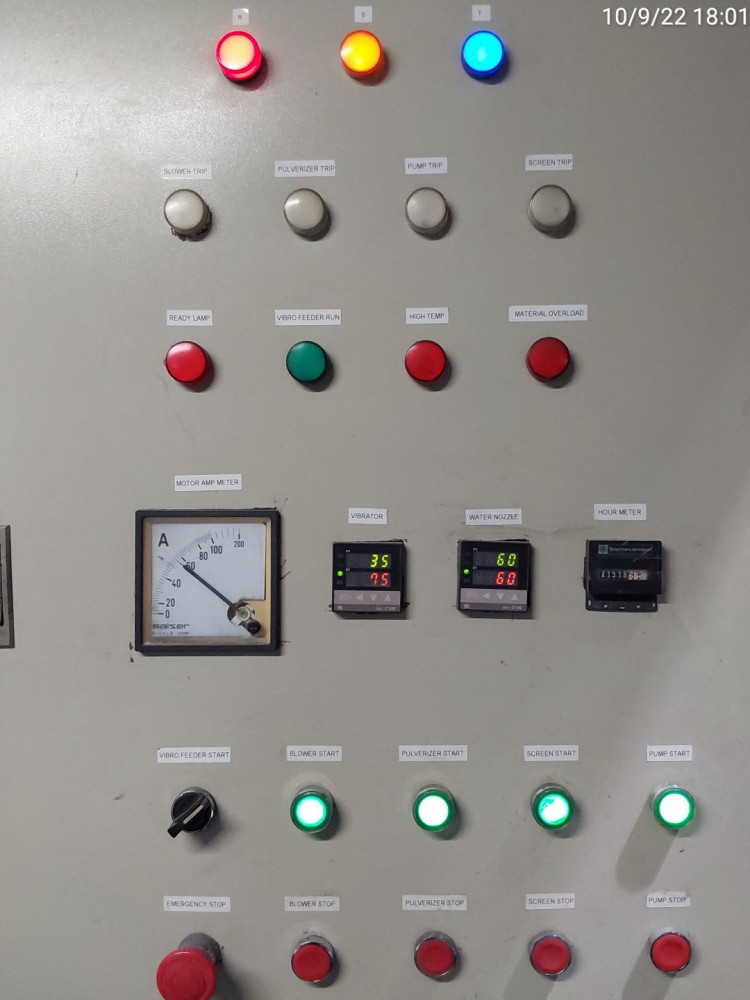 10/9/22 18:01
R
S
T
BLOWER TRIP
PULVERIZER TRIP
PUMP TRIP
SCREEN TRIP
READY LAMP
VIBRO FEEDER RUN
HIGH TEMP
MATERIAL OVERLOAD
MOTOR AMP METER
VIBRATOR
WATER NOZZLE
HOUR METER
A
0
20
40
60
80
100
200
35
75
60
60
VIBRO FEEDER START
BLOWER START
PULVERIZER START
SCREEN START
PUMP START
EMERGENCY STOP
BLOWER STOP
PULVERIZER STOP
SCREEN STOP
PUMP STOP